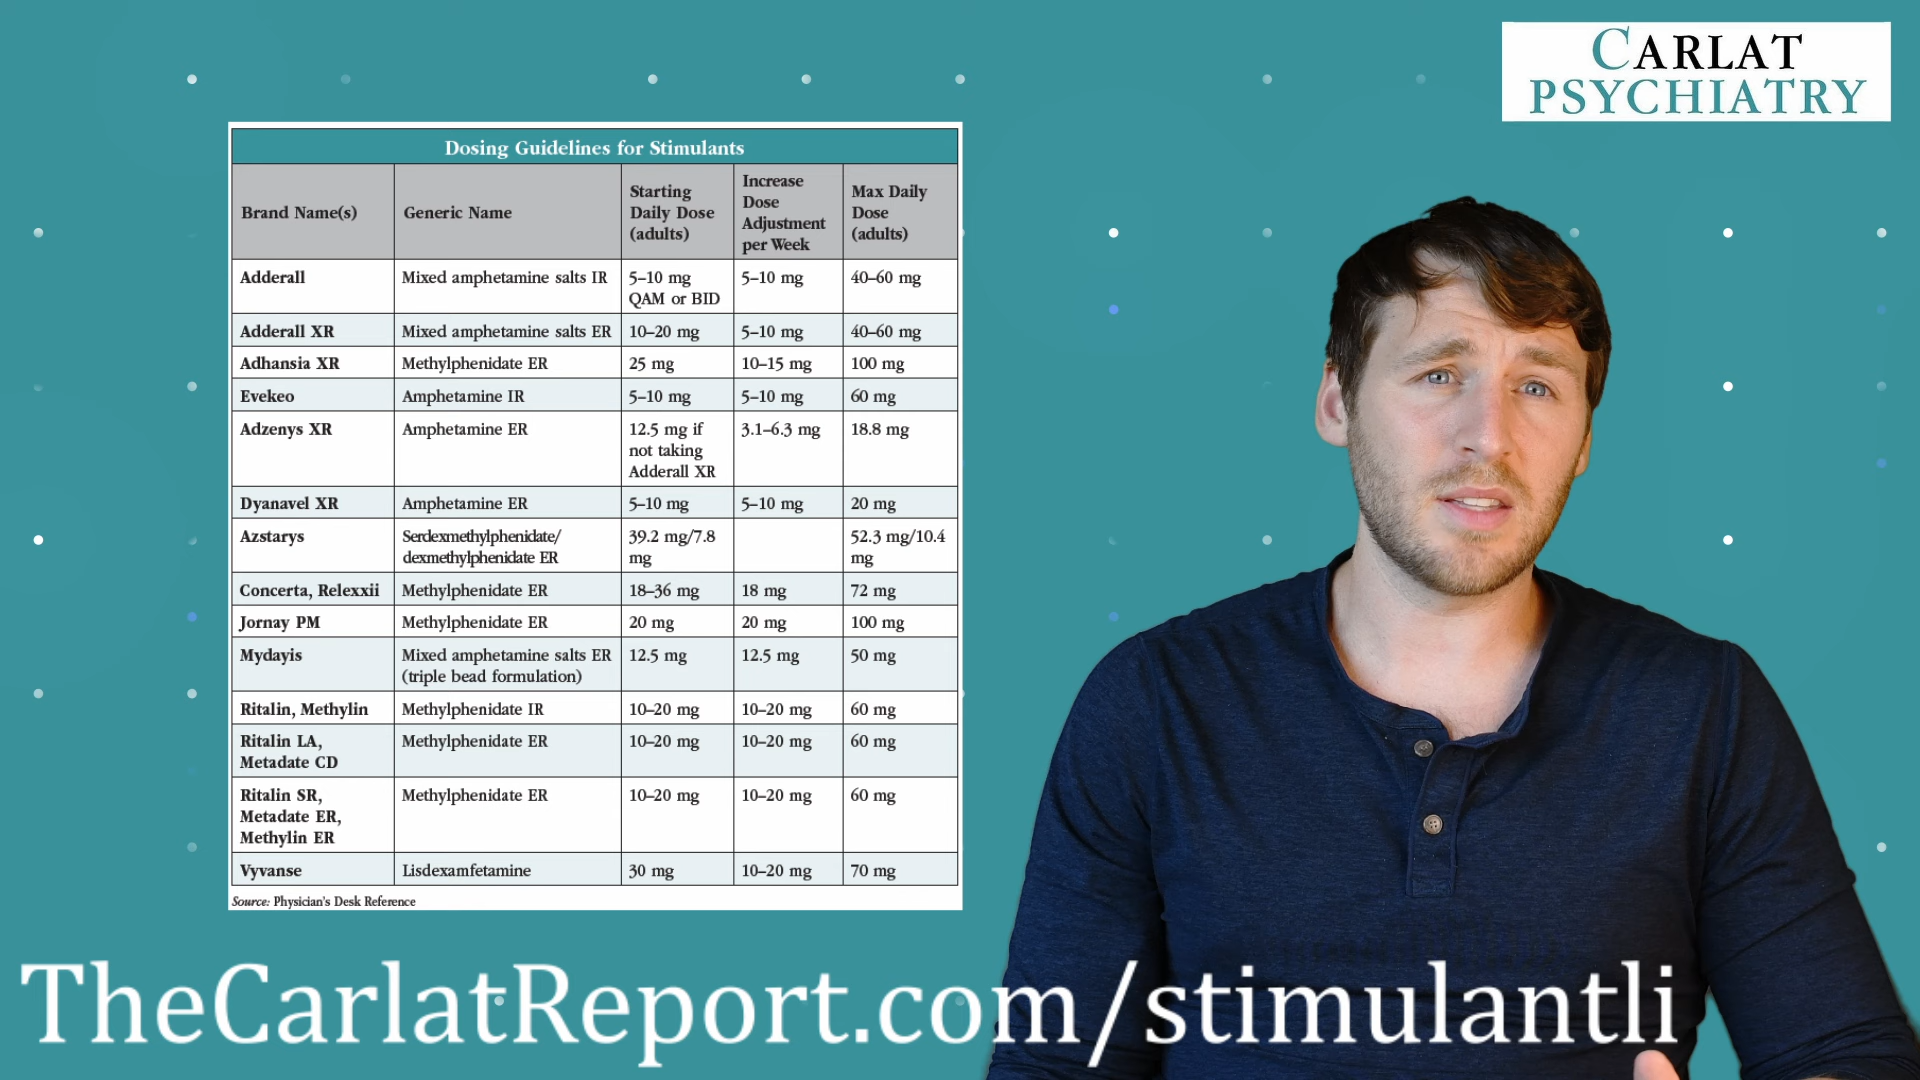 CARLAT
PSYCHIATRY
Dosing Guidelines for Stimulants
Brand Name(s) Generic Name Starting Daily Dose (adults) Increase Dose Adjustment per Week Max Daily Dose (adults)
Adderall Mixed amphetamine salts IR 5–10 mg QAM or BID 5–10 mg 40–60 mg
Adderall XR Mixed amphetamine salts ER 10–20 mg 5–10 mg 40–60 mg
Adhansia XR Methylphenidate ER 25 mg 10–15 mg 100 mg
Evekeo Amphetamine IR 5–10 mg 5–10 mg 60 mg
Adzenys XR Amphetamine ER 12.5 mg if not taking Adderall XR 3.1–6.3 mg 18.8 mg
Dyanavel XR Amphetamine ER 5–10 mg 5–10 mg 20 mg
Azstarys Serdexmethylphenidate/ dexmethylphenidate ER 39.2 mg/7.8 mg 52.3 mg/10.4 mg
Concerta, Relexxii Methylphenidate ER 18–36 mg 18 mg 72 mg
Jornay PM Methylphenidate ER 20 mg 20 mg 100 mg
Mydayis Mixed amphetamine salts ER (triple bead formulation) 12.5 mg 12.5 mg 50 mg
Ritalin, Methylin Methylphenidate IR 10–20 mg 10–20 mg 60 mg
Ritalin LA, Metadate CD Methylphenidate ER 10–20 mg 10–20 mg 60 mg
Ritalin SR, Metadate ER, Methylin ER Methylphenidate ER 10–20 mg 10–20 mg 60 mg
Vyvanse Lisdexamfetamine 30 mg 10–20 mg 70 mg
Source: Physician's Desk Reference
TheCarlatReport.com/stimulantli